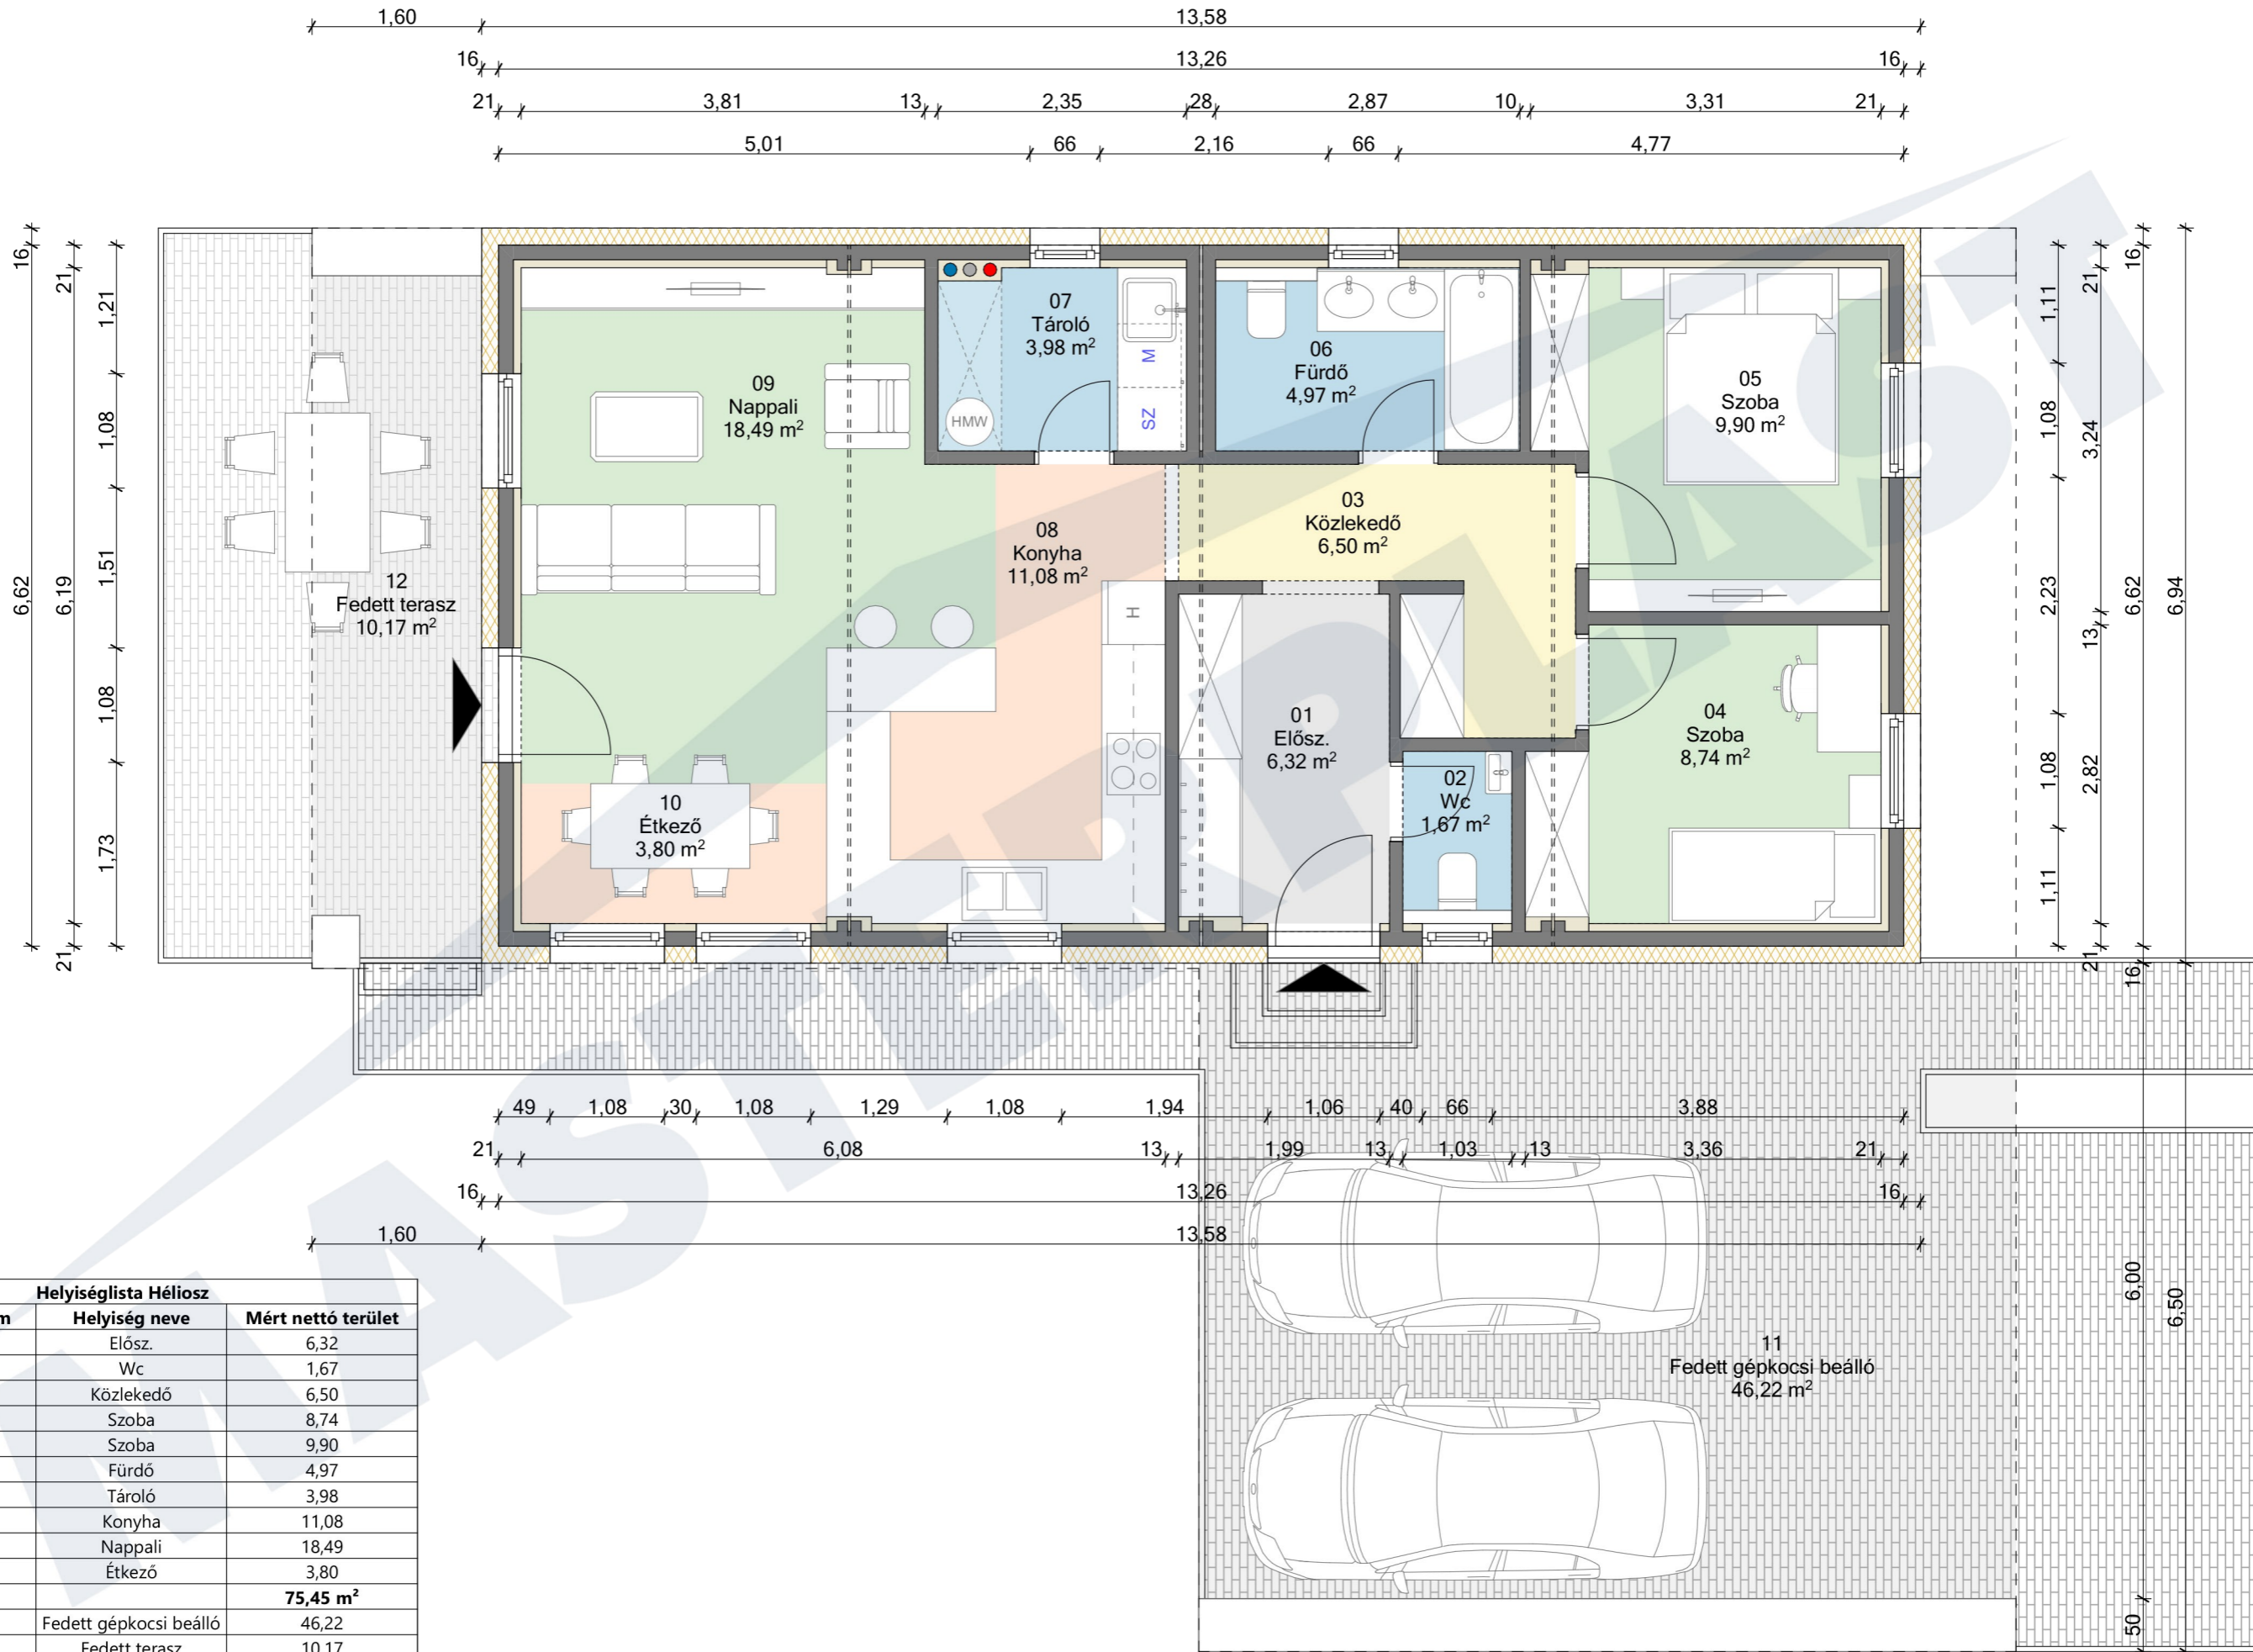 1,60 13,58
16 13,26 16
21 3,81 13 2,35 28 2,87 10 3,31 21
5,01 66 2,16 66 4,77
16
21
1,21
1,08
1,51
1,08
1,73
6,19
6,62
21
1,11
1,08
2,23
1,08
1,11
21
3,24
13
2,82
21
16
6,62
16
6,94
6,00
6,50
50
07
Tároló
3,98 m²
HMW
M
SZ
06
Fürdő
4,97 m²
05
Szoba
9,90 m²
09
Nappali
18,49 m²
03
Közlekedő
6,50 m²
08
Konyha
11,08 m²
H
12
Fedett terasz
10,17 m²
01
Elősz.
6,32 m²
04
Szoba
8,74 m²
02
Wc
1,67 m²
10
Étkező
3,80 m²
MASTERPLAST
49 1,08 30 1,08 1,29 1,08 1,94 1,06 40 66 3,88
21 6,08 13 1,99 13 1,03 13 3,36 21
16 13,26 16
1,60 13,58
11
Fedett gépkocsi beálló
46,22 m²
Helyiséglista Héliosz
m Helyiség neve Mért nettó terület
Elősz. 6,32
Wc 1,67
Közlekedő 6,50
Szoba 8,74
Szoba 9,90
Fürdő 4,97
Tároló 3,98
Konyha 11,08
Nappali 18,49
Étkező 3,80
75,45 m²
Fedett gépkocsi beálló 46,22
Fedett terasz 10,17